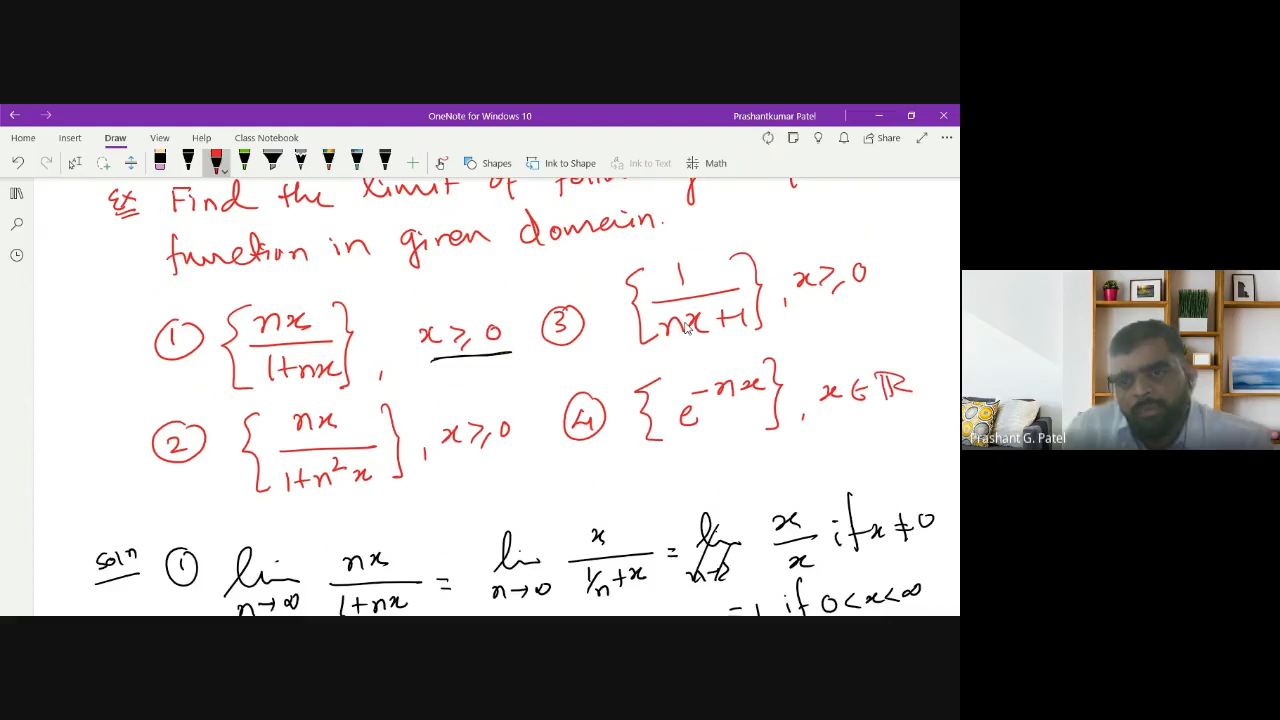 OneNote for Windows 10
Prashantkumar Patel
Home Insert Draw View Help Class Notebook
Share
Shapes Ink to Shape Ink to Text Math
Ex Find the limit of
function in given domain.
① {nx/(1+nx)}, x ≥ 0
② {nx/(1+n²x)}, x ≥ 0
③ {1/(nx+1)}, x ≥ 0
④ {e^(-nx)}, x ∈ ℝ
soln ① lim n→∞ nx/(1+nx) = lim n→∞ x/(1/n+x) = x/x if x ≠ 0
= 1 if 0 < x < ∞
Prashant G. Patel